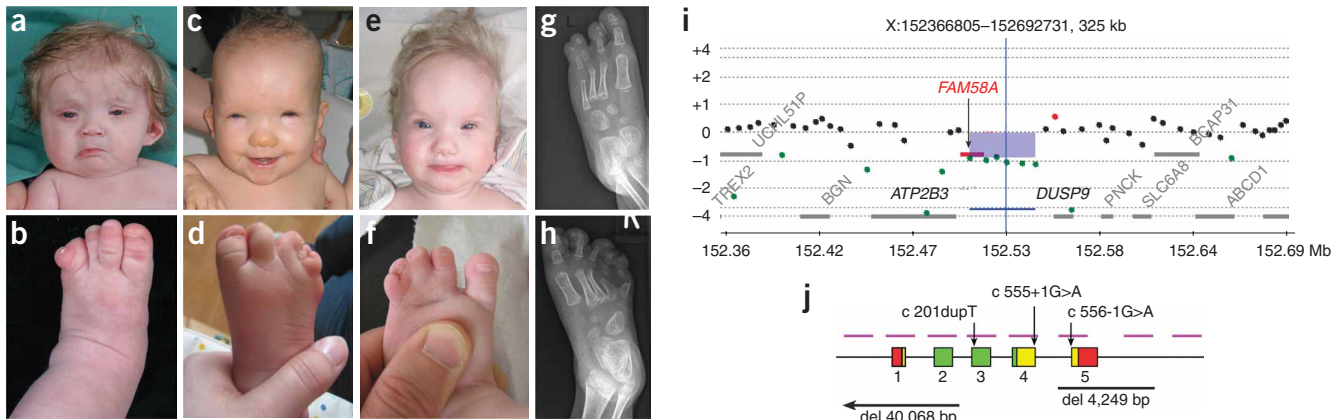 a
c
e
g
L
b
d
f
h
R
i
X:152366805–152692731, 325 kb
+4
+2
+1
0
−1
−2
−4
FAM58A
TREX2
UCHL51P
BGN
ATP2B3
DUSP9
PNCK
SLC6A8
BCAP31
ABCD1
152.36
152.42
152.47
152.53
152.58
152.64
152.69 Mb
j
c 555+1G>A
c 201dupT
c 556-1G>A
1
2
3
4
5
del 4,249 bp
del 40,068 bp